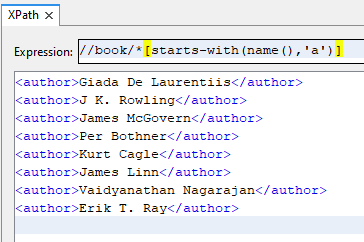 XPath ×
Expression: //book/*[starts-with(name(),'a')]
<author>Giada De Laurentiis</author>
<author>J K. Rowling</author>
<author>James McGovern</author>
<author>Per Bothner</author>
<author>Kurt Cagle</author>
<author>James Linn</author>
<author>Vaidyanathan Nagarajan</author>
<author>Erik T. Ray</author>